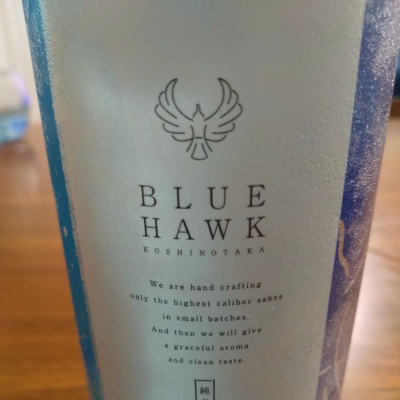 BLUE
HAWK
KOSHINOTAKA
We are hand crafting
only the highest caliber sakes
in small batches.
And then we will give
a graceful aroma
and clean taste.
純